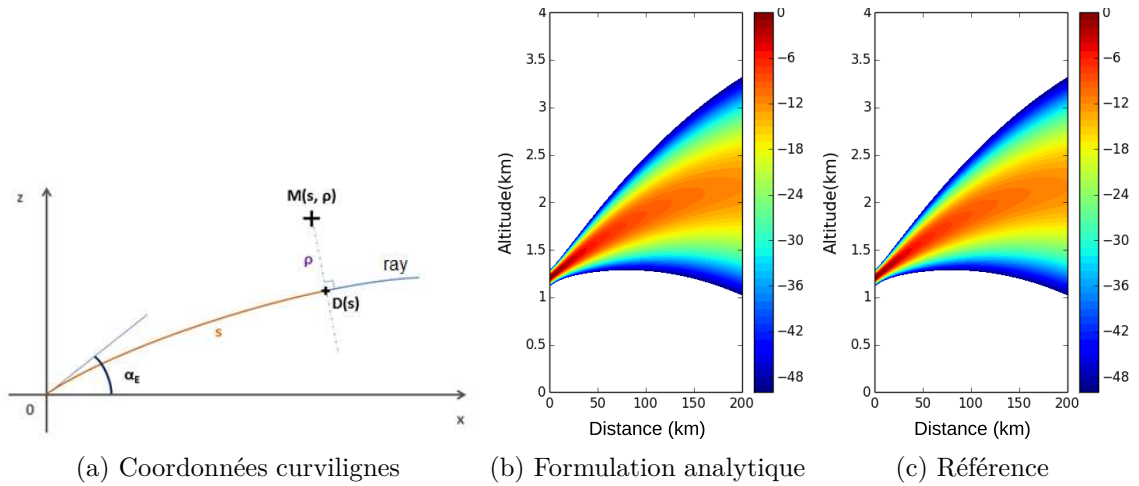 z
M(s, ρ)
ρ
ray
D(s)
s
α_E
0
x
4
3.5
3
2.5
2
1.5
1
0.5
0
Altitude(km)
0 50 100 150 200
Distance (km)
0
−6
−12
−18
−24
−30
−36
−42
−48
4
3.5
3
2.5
2
1.5
1
0.5
0
Altitude(km)
0 50 100 150 200
Distance (km)
0
−6
−12
−18
−24
−30
−36
−42
−48
(a) Coordonnées curvilignes
(b) Formulation analytique
(c) Référence